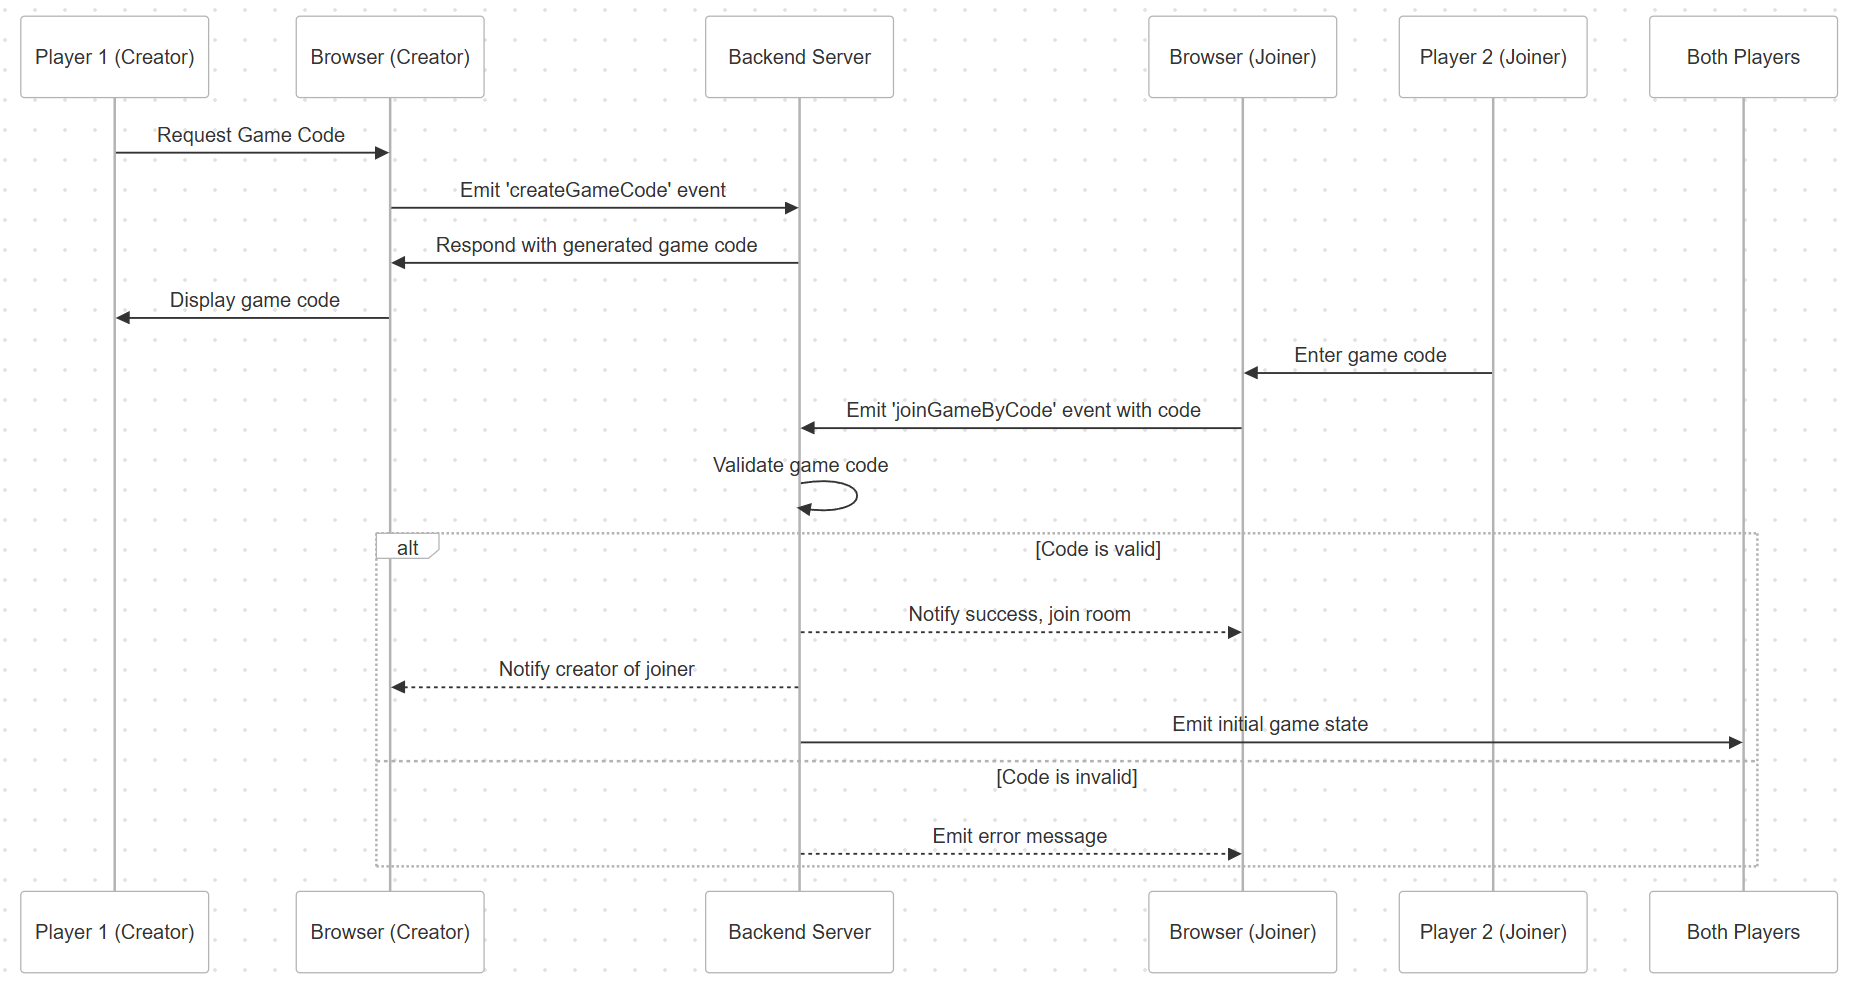 Player 1 (Creator)
Browser (Creator)
Backend Server
Browser (Joiner)
Player 2 (Joiner)
Both Players
Request Game Code
Emit 'createGameCode' event
Respond with generated game code
Display game code
Enter game code
Emit 'joinGameByCode' event with code
Validate game code
alt
[Code is valid]
Notify success, join room
Notify creator of joiner
Emit initial game state
[Code is invalid]
Emit error message
Player 1 (Creator)
Browser (Creator)
Backend Server
Browser (Joiner)
Player 2 (Joiner)
Both Players